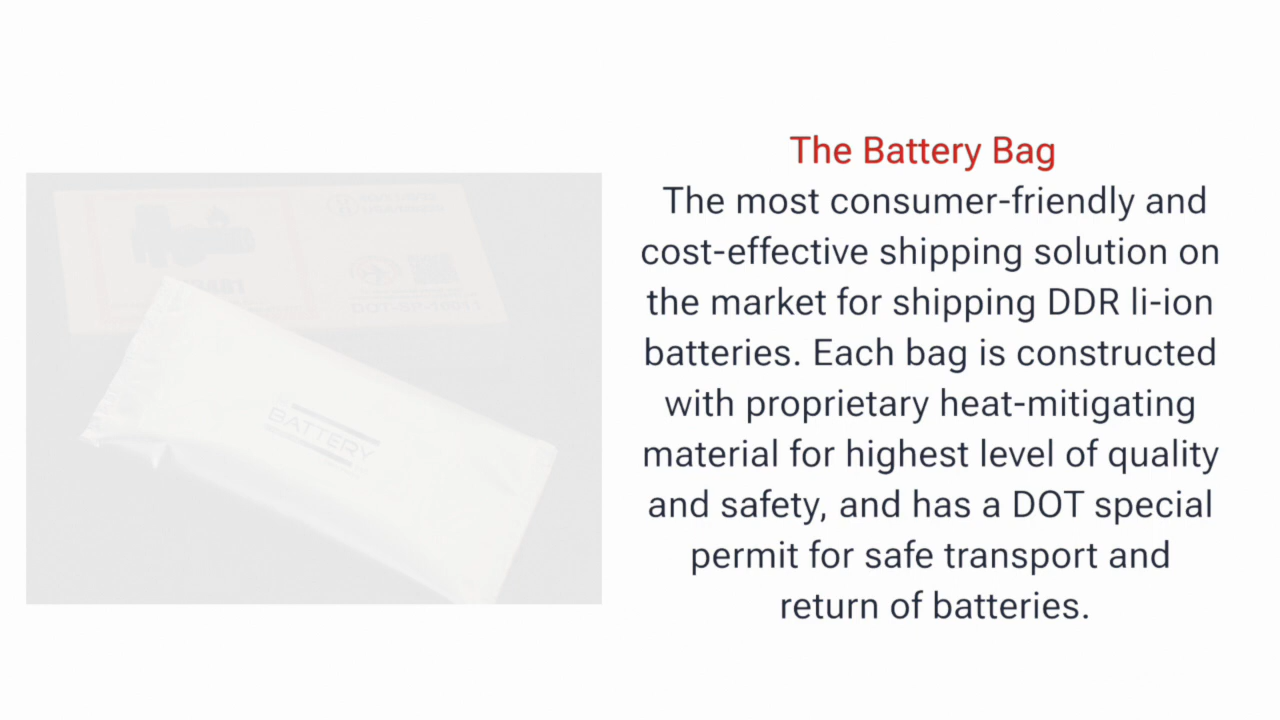 The Battery Bag
The most consumer-friendly and
cost-effective shipping solution on
the market for shipping DDR li-ion
batteries. Each bag is constructed
with proprietary heat-mitigating
material for highest level of quality
and safety, and has a DOT special
permit for safe transport and
return of batteries.
BATTERY